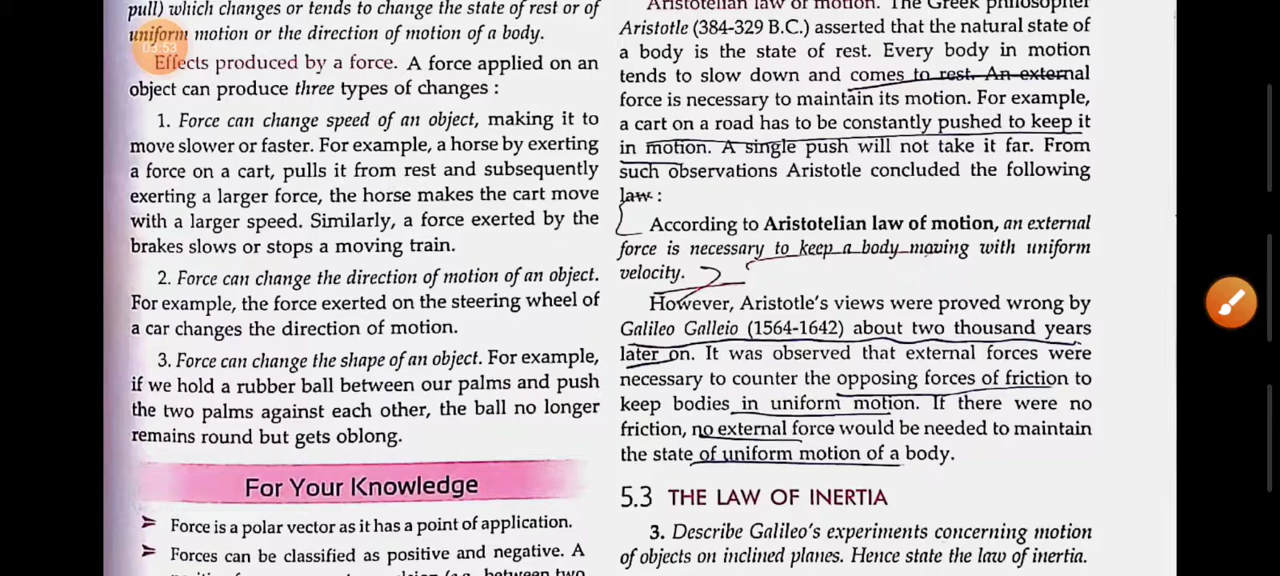 pull) which changes or tends to change the state of rest or of
uniform motion or the direction of motion of a body.
03:53
Effects produced by a force. A force applied on an
object can produce three types of changes :
1. Force can change speed of an object, making it to
move slower or faster. For example, a horse by exerting
a force on a cart, pulls it from rest and subsequently
exerting a larger force, the horse makes the cart move
with a larger speed. Similarly, a force exerted by the
brakes slows or stops a moving train.
2. Force can change the direction of motion of an object.
For example, the force exerted on the steering wheel of
a car changes the direction of motion.
3. Force can change the shape of an object. For example,
if we hold a rubber ball between our palms and push
the two palms against each other, the ball no longer
remains round but gets oblong.
For Your Knowledge
➢ Force is a polar vector as it has a point of application.
➢ Forces can be classified as positive and negative. A
Aristotelian law of motion. The Greek philosopher
Aristotle (384-329 B.C.) asserted that the natural state of
a body is the state of rest. Every body in motion
tends to slow down and comes to rest. An external
force is necessary to maintain its motion. For example,
a cart on a road has to be constantly pushed to keep it
in motion. A single push will not take it far. From
such observations Aristotle concluded the following
law :
According to Aristotelian law of motion, an external
force is necessary to keep a body moving with uniform
velocity.
However, Aristotle's views were proved wrong by
Galileo Galleio (1564-1642) about two thousand years
later on. It was observed that external forces were
necessary to counter the opposing forces of friction to
keep bodies in uniform motion. If there were no
friction, no external force would be needed to maintain
the state of uniform motion of a body.
5.3 THE LAW OF INERTIA
3. Describe Galileo's experiments concerning motion
of objects on inclined planes. Hence state the law of inertia.